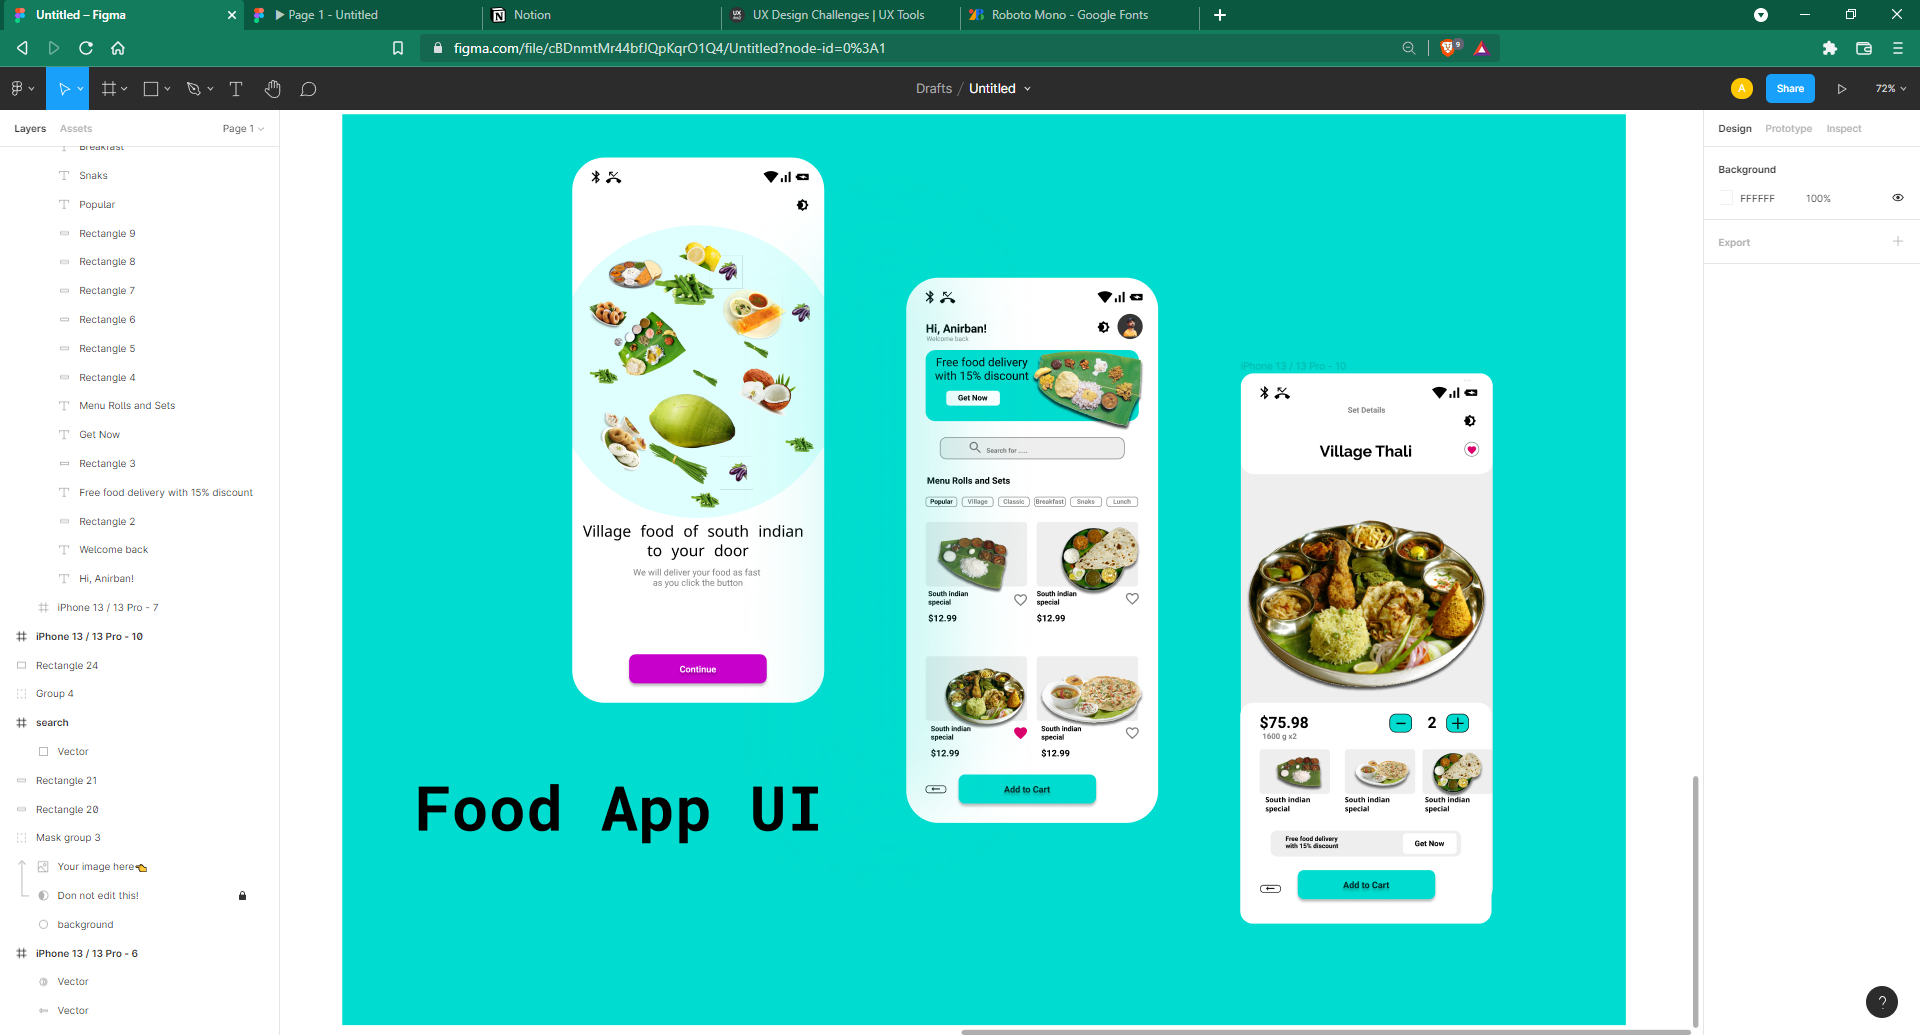 Untitled – Figma
Page 1 - Untitled
Notion
UX Design Challenges | UX Tools
Roboto Mono - Google Fonts
figma.com/file/cBDnmtMr44bfJQpKqrO1Q4/Untitled?node-id=0%3A1
9
Drafts / Untitled
A
Share
72%
Layers
Assets
Page 1
Breakfast
Snaks
Popular
Rectangle 9
Rectangle 8
Rectangle 7
Rectangle 6
Rectangle 5
Rectangle 4
Menu Rolls and Sets
Get Now
Rectangle 3
Free food delivery with 15% discount
Rectangle 2
Welcome back
Hi, Anirban!
iPhone 13 / 13 Pro - 7
iPhone 13 / 13 Pro - 10
Rectangle 24
Group 4
search
Vector
Rectangle 21
Rectangle 20
Mask group 3
Your image here👈
Don not edit this!
background
iPhone 13 / 13 Pro - 6
Vector
Vector
Village food of south indian
to your door
We will deliver your food as fast
as you click the button
Continue
Food App UI
Hi, Anirban!
Welcome back
Free food delivery
with 15% discount
Get Now
Search for .....
Menu Rolls and Sets
Popular
Village
Classic
Breakfast
Snaks
Lunch
South indian
special
$12.99
South indian
special
$12.99
South indian
special
$12.99
South indian
special
$12.99
Add to Cart
iPhone 13 / 13 Pro - 10
Set Details
Village Thali
$75.98
1600 g x2
2
South indian
special
South indian
special
South indian
special
Free food delivery
with 15% discount
Get Now
Add to Cart
Design
Prototype
Inspect
Background
FFFFFF
100%
Export
?